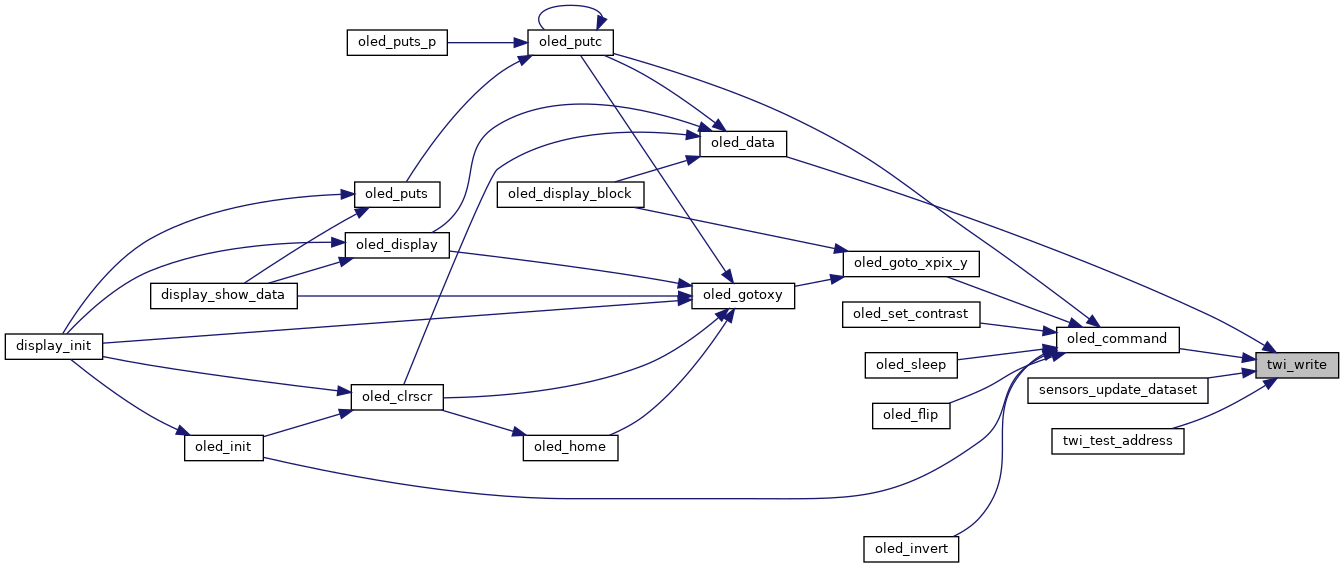 oled_puts_p
oled_putc
oled_data
oled_puts
oled_display_block
oled_display
oled_goto_xpix_y
display_show_data
oled_gotoxy
oled_set_contrast
display_init
oled_command
oled_sleep
twi_write
sensors_update_dataset
oled_clrscr
oled_flip
oled_init
oled_home
twi_test_address
oled_invert